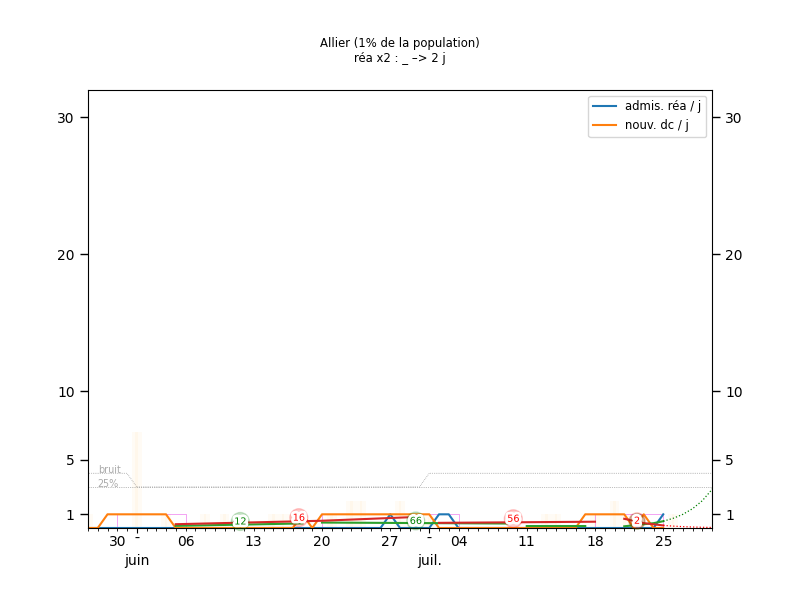 Allier (1% de la population)
réa x2 : _ –> 2 j
admis. réa / j
nouv. dc / j
30 30
20 20
10 10
5 5
1 1
bruit
25%
12 16 66 56 -2
30 - 06 13 20 27 - 04 11 18 25
juin juil.